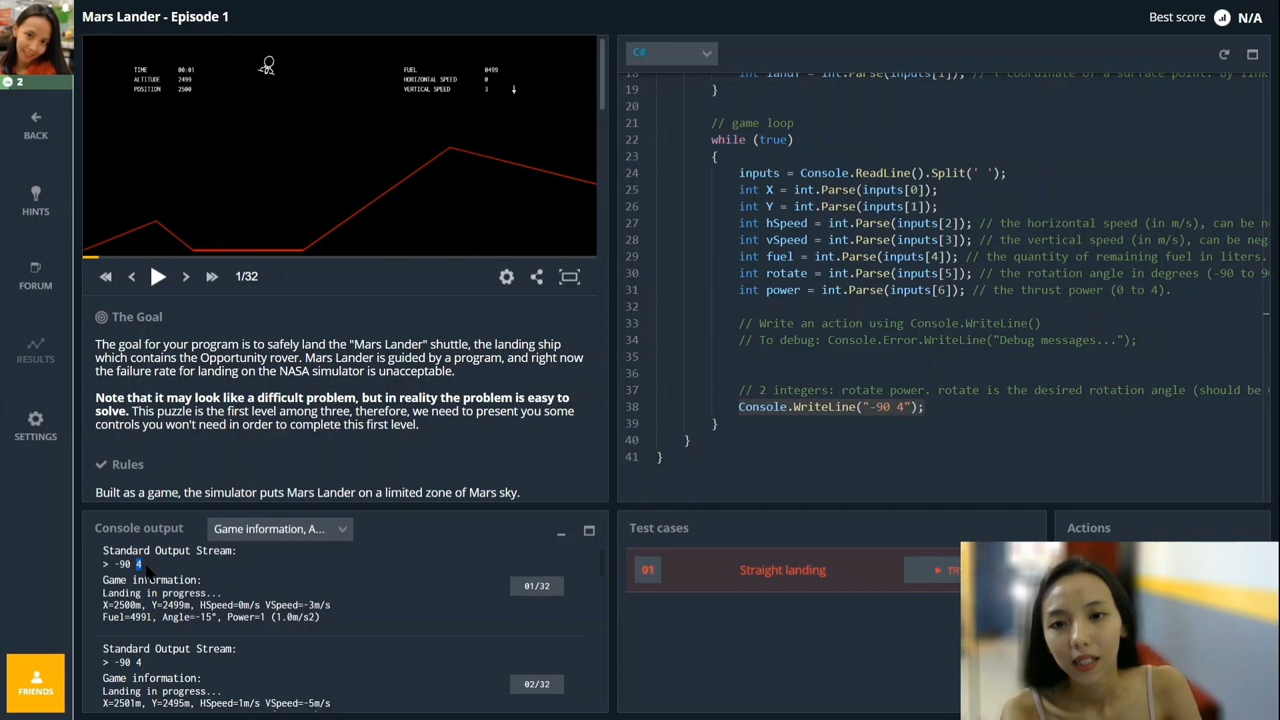 Mars Lander - Episode 1
Best score N/A
2
BACK
HINTS
FORUM
RESULTS
SETTINGS
FRIENDS
TIME 00:01
ALTITUDE 2499
POSITION 2500
FUEL 0499
HORIZONTAL SPEED 0
VERTICAL SPEED 3
1/32
The Goal
The goal for your program is to safely land the "Mars Lander" shuttle, the landing ship
which contains the Opportunity rover. Mars Lander is guided by a program, and right now
the failure rate for landing on the NASA simulator is unacceptable.
Note that it may look like a difficult problem, but in reality the problem is easy to
solve. This puzzle is the first level among three, therefore, we need to present you some
controls you won't need in order to complete this first level.
Rules
Built as a game, the simulator puts Mars Lander on a limited zone of Mars sky.
Console output
Game information, A...
Standard Output Stream:
> -90 4
Game information:
Landing in progress...
X=2500m, Y=2499m, HSpeed=0m/s VSpeed=-3m/s
Fuel=499l, Angle=-15°, Power=1 (1.0m/s2)
01/32
Standard Output Stream:
> -90 4
Game information:
Landing in progress...
X=2501m, Y=2495m, HSpeed=1m/s VSpeed=-5m/s
02/32
C#
18 int landY = int.Parse(inputs[1]); // Y coordinate of a surface point. by link
19 }
20
21 // game loop
22 while (true)
23 {
24 inputs = Console.ReadLine().Split(' ');
25 int X = int.Parse(inputs[0]);
26 int Y = int.Parse(inputs[1]);
27 int hSpeed = int.Parse(inputs[2]); // the horizontal speed (in m/s), can be ne
28 int vSpeed = int.Parse(inputs[3]); // the vertical speed (in m/s), can be neg
29 int fuel = int.Parse(inputs[4]); // the quantity of remaining fuel in liters.
30 int rotate = int.Parse(inputs[5]); // the rotation angle in degrees (-90 to 90
31 int power = int.Parse(inputs[6]); // the thrust power (0 to 4).
32
33 // Write an action using Console.WriteLine()
34 // To debug: Console.Error.WriteLine("Debug messages...");
35
36
37 // 2 integers: rotate power. rotate is the desired rotation angle (should be
38 Console.WriteLine("-90 4");
39 }
40 }
41 }
Test cases
01 Straight landing
Actions